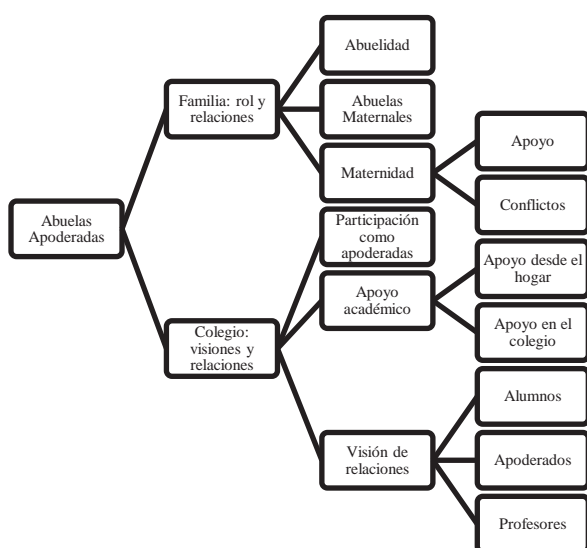 Abuelas
Apoderadas
Familia: rol y
relaciones
Abuelidad
Abuelas
Maternales
Maternidad
Apoyo
Conflictos
Colegio:
visiones y
relaciones
Participación
como
apoderadas
Apoyo
académico
Apoyo desde el
hogar
Apoyo en el
colegio
Visión de
relaciones
Alumnos
Apoderados
Profesores